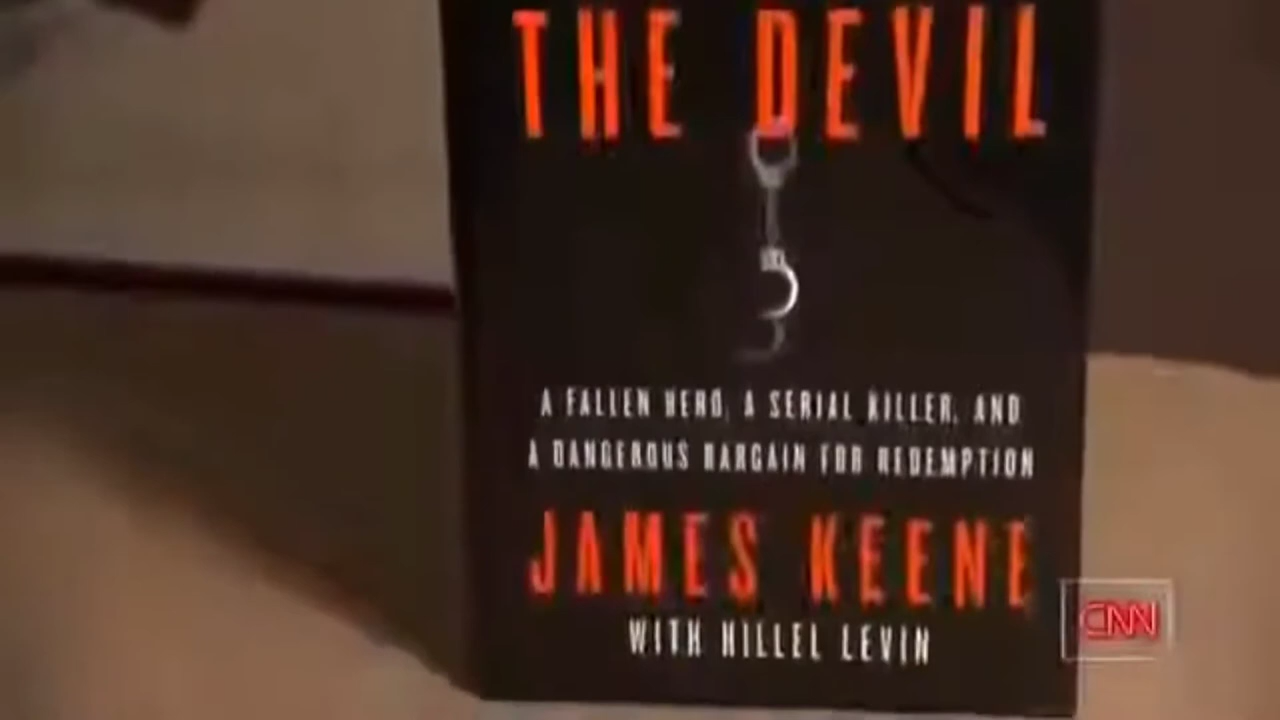 THE DEVIL
A FALLEN HERO, A SERIAL KILLER, AND
A DANGEROUS BARGAIN FOR REDEMPTION
JAMES KEENE
WITH HILLEL LEVIN
CNN